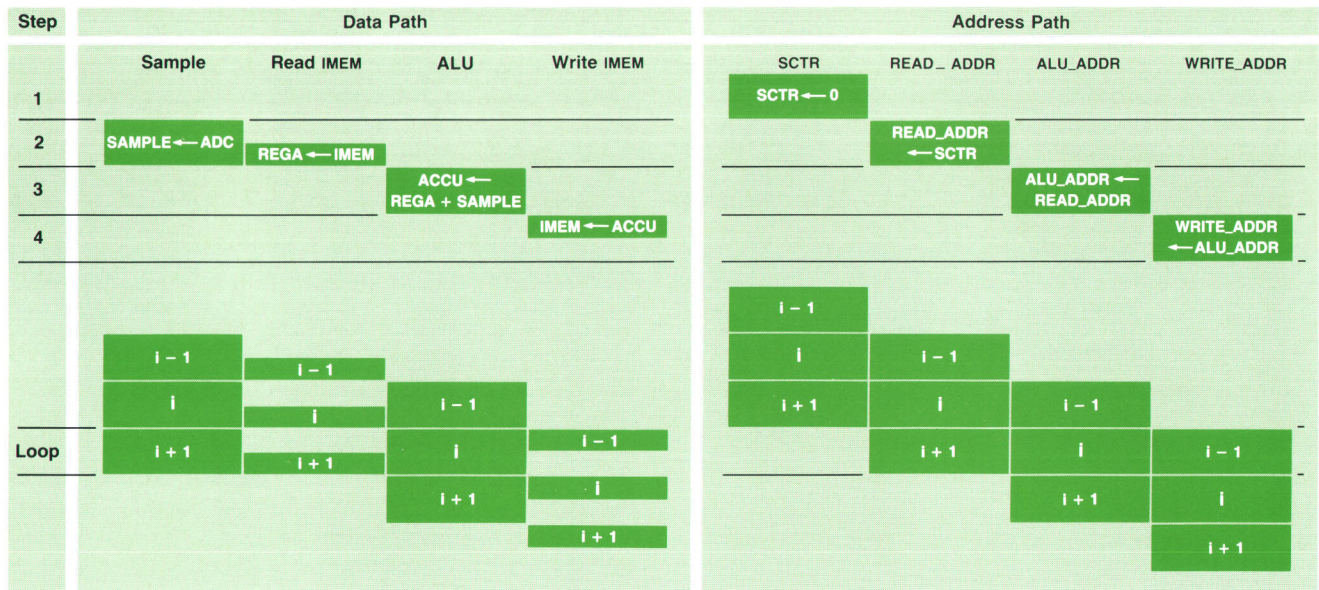 Step Data Path Address Path
Sample Read IMEM ALU Write IMEM SCTR READ_ ADDR ALU_ADDR WRITE_ADDR
1 SCTR ← 0
2 SAMPLE ← ADC REGA ← IMEM READ_ADDR
← SCTR
3 ACCU ←
REGA + SAMPLE ALU_ADDR ←
READ_ADDR
4 IMEM ← ACCU WRITE_ADDR
← ALU_ADDR
i – 1
i – 1 i – 1 i i – 1
i i i – 1 i + 1 i i – 1
Loop i + 1 i + 1 i i – 1 i + 1 i i – 1
i + 1 i i + 1 i
i + 1 i + 1